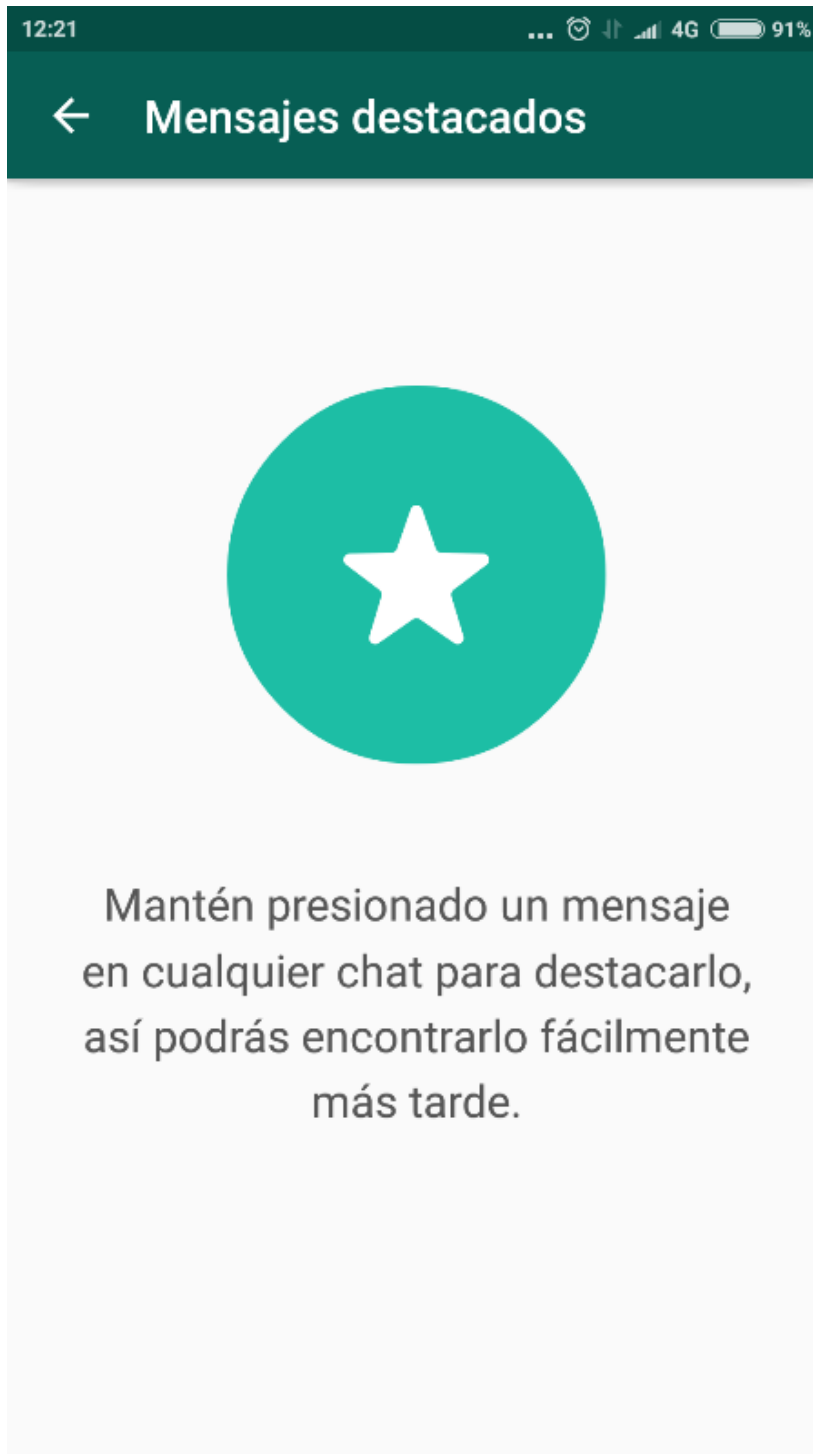 12:21 ... 4G 91%
Mensajes destacados
Mantén presionado un mensaje
en cualquier chat para destacarlo,
así podrás encontrarlo fácilmente
más tarde.